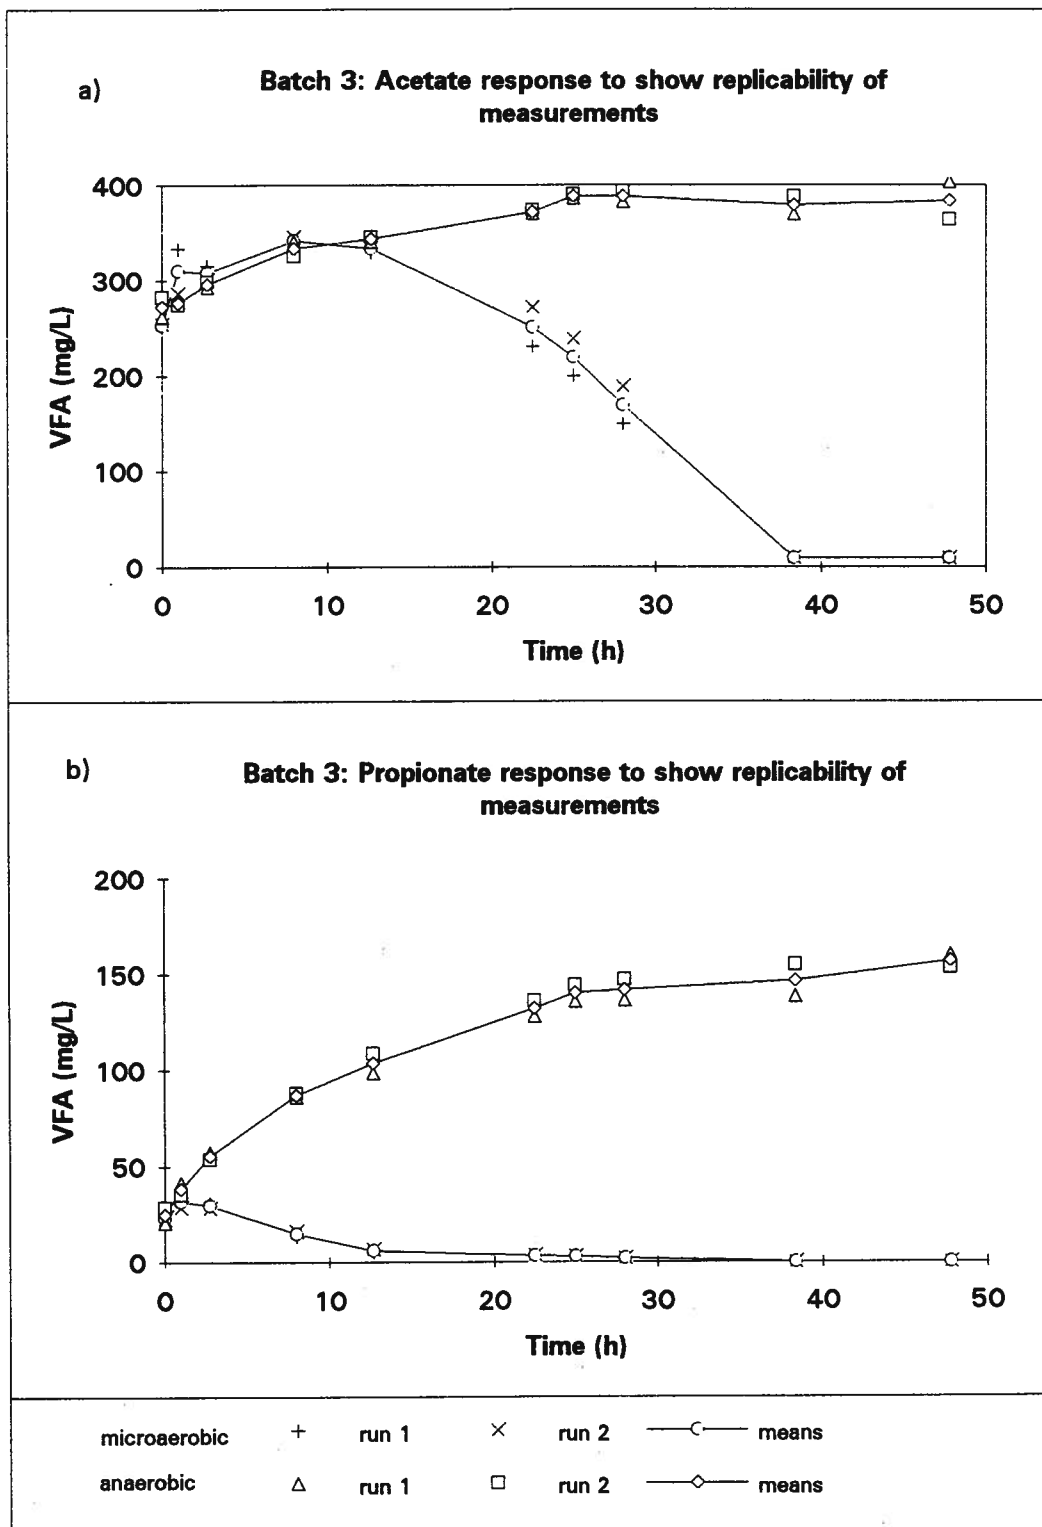 a)
Batch 3: Acetate response to show replicability of
measurements
400
300
200
100
0
VFA (mg/L)
0 10 20 30 40 50
Time (h)
b)
Batch 3: Propionate response to show replicability of
measurements
200
150
100
50
0
VFA (mg/L)
0 10 20 30 40 50
Time (h)
microaerobic run 1 run 2 means
anaerobic run 1 run 2 means